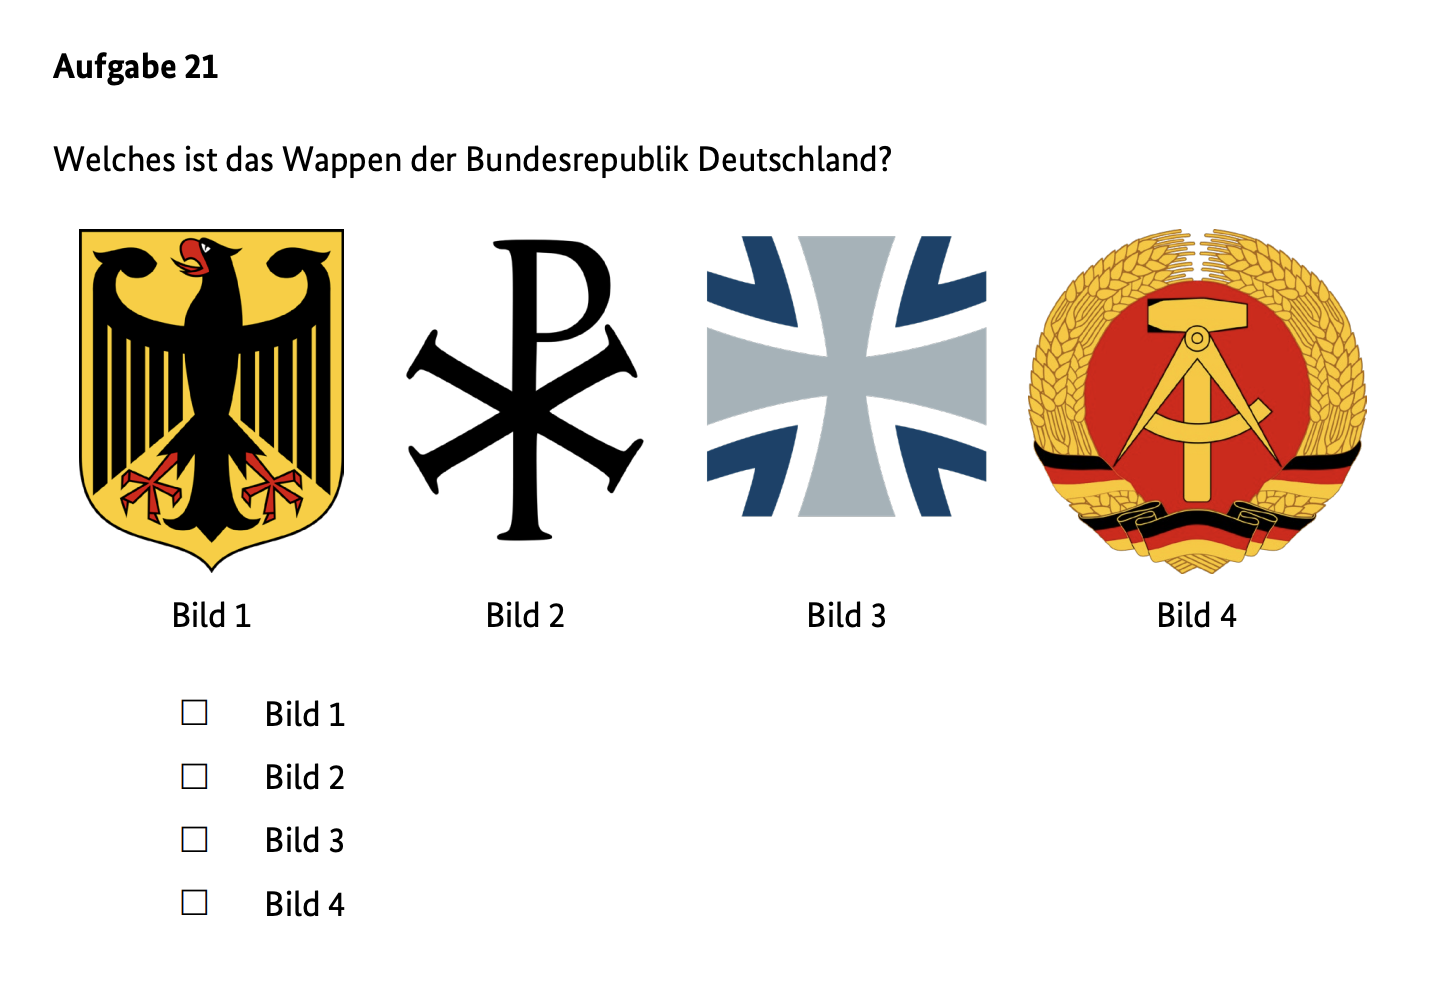 Aufgabe 21
Welches ist das Wappen der Bundesrepublik Deutschland?
Bild 1 Bild 2 Bild 3 Bild 4
Bild 1
Bild 2
Bild 3
Bild 4